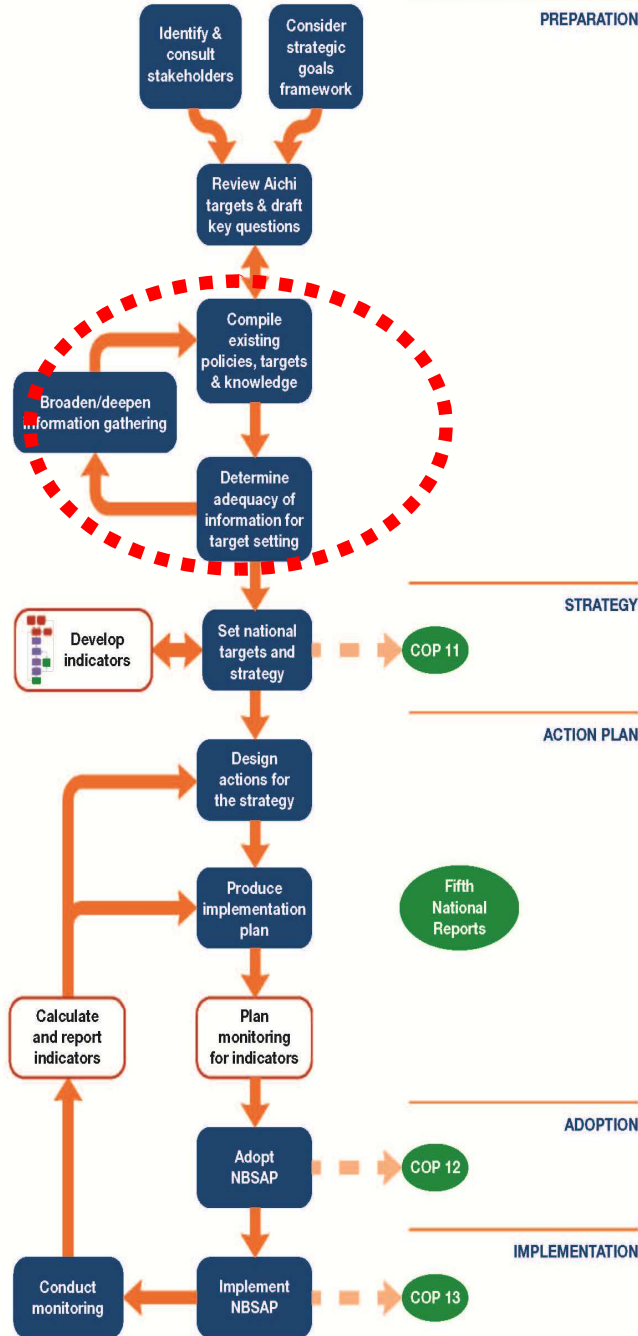 PREPARATION
Identify &
consult
stakeholders
Consider
strategic
goals
framework
Review Aichi
targets & draft
key questions
Compile
existing
policies, targets
& knowledge
Broaden/deepen
information gathering
Determine
adequacy of
information for
target setting
STRATEGY
Develop
indicators
Set national
targets and
strategy
COP 11
ACTION PLAN
Design
actions for
the strategy
Produce
implementation
plan
Fifth
National
Reports
Calculate
and report
indicators
Plan
monitoring
for indicators
ADOPTION
Adopt
NBSAP
COP 12
IMPLEMENTATION
Conduct
monitoring
Implement
NBSAP
COP 13